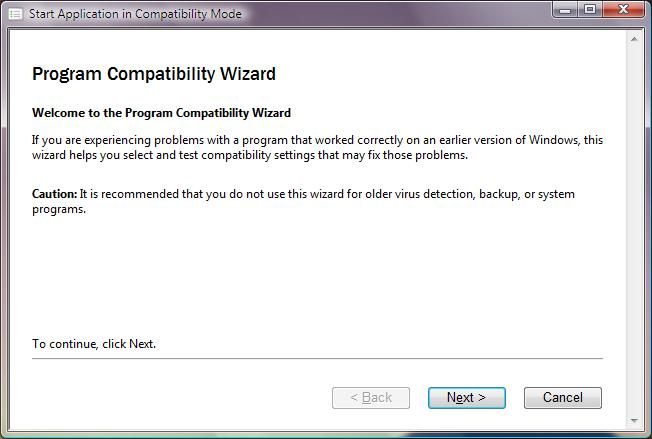 Start Application in Compatibility Mode
Program Compatibility Wizard
Welcome to the Program Compatibility Wizard
If you are experiencing problems with a program that worked correctly on an earlier version of Windows, this
wizard helps you select and test compatibility settings that may fix those problems.
Caution: It is recommended that you do not use this wizard for older virus detection, backup, or system
programs.
To continue, click Next.
< Back
Next >
Cancel